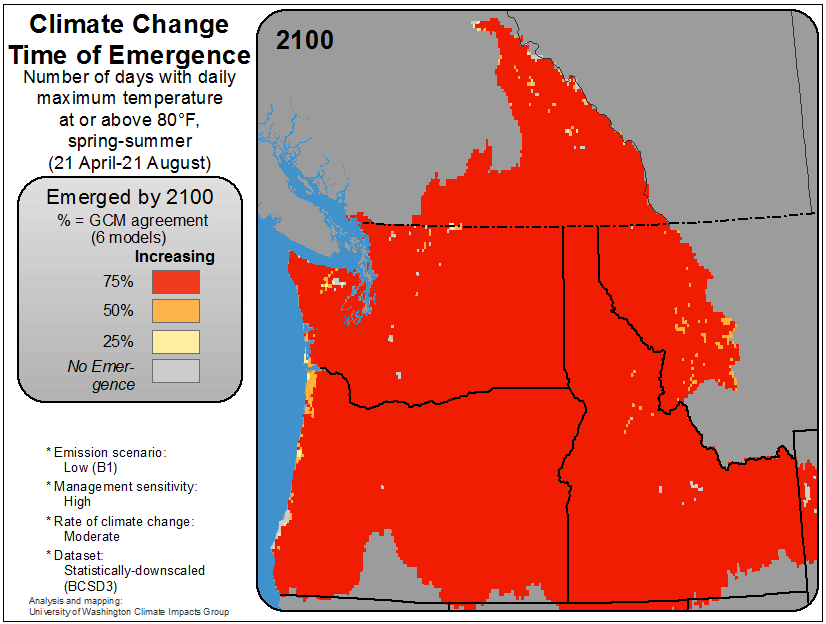 Climate Change
Time of Emergence
Number of days with daily
maximum temperature
at or above 80°F,
spring-summer
(21 April-21 August)
Emerged by 2100
% = GCM agreement
(6 models)
Increasing
75%
50%
25%
No Emer-
gence
* Emission scenario:
Low (B1)
* Management sensitivity:
High
* Rate of climate change:
Moderate
* Dataset:
Statistically-downscaled
(BCSD3)
Analysis and mapping:
University of Washington Climate Impacts Group
2100